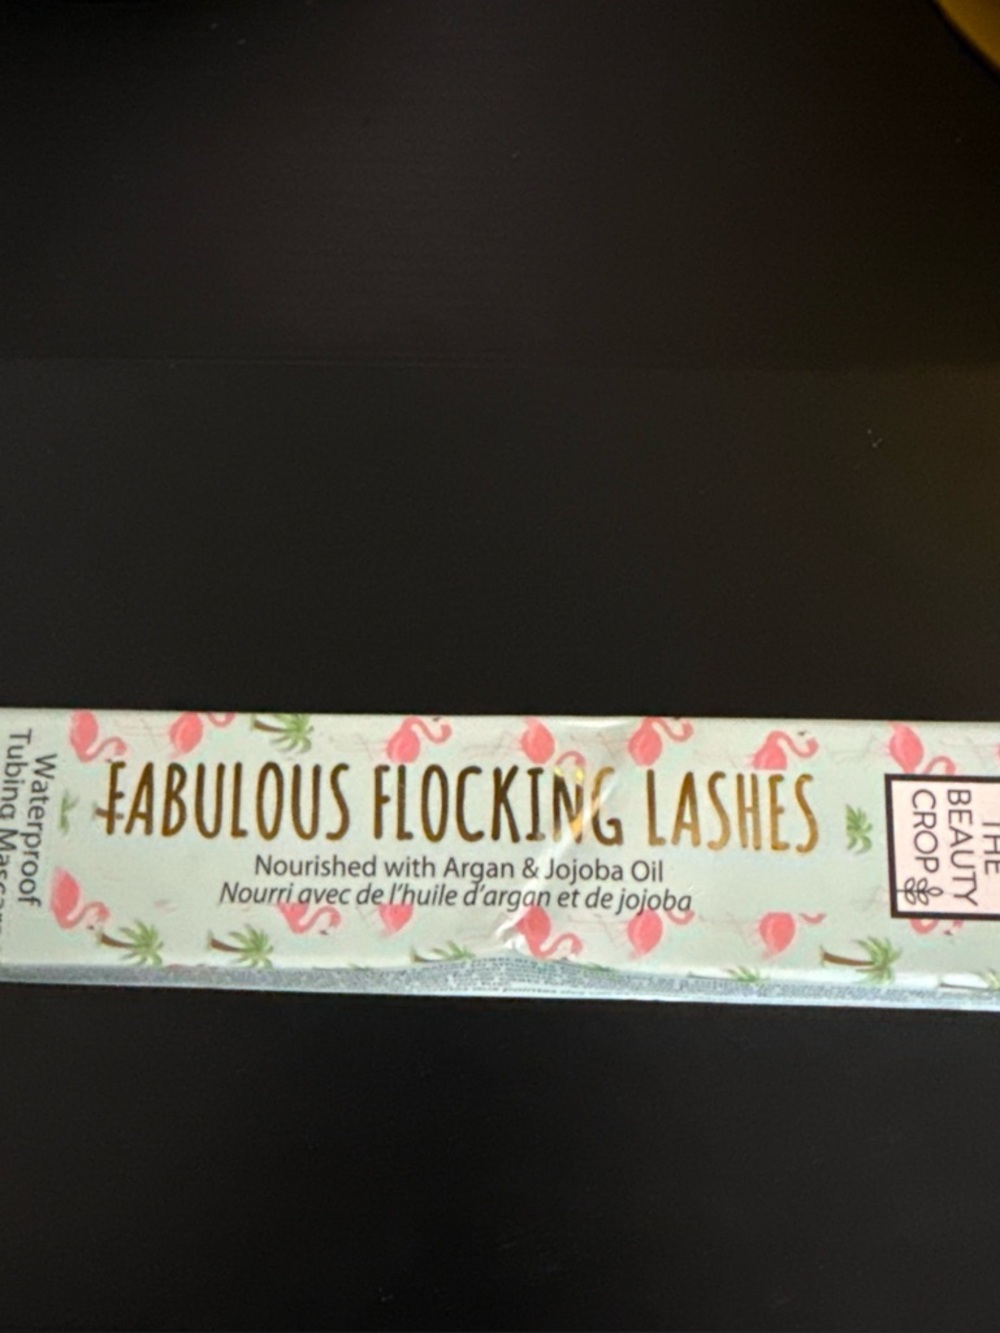 Waterproof
Tubing Mascara
FABULOUS FLOCKING LASHES
Nourished with Argan & Jojoba Oil
Nourri avec de l'huile d'argan et de jojoba
THE
BEAUTY
CROP